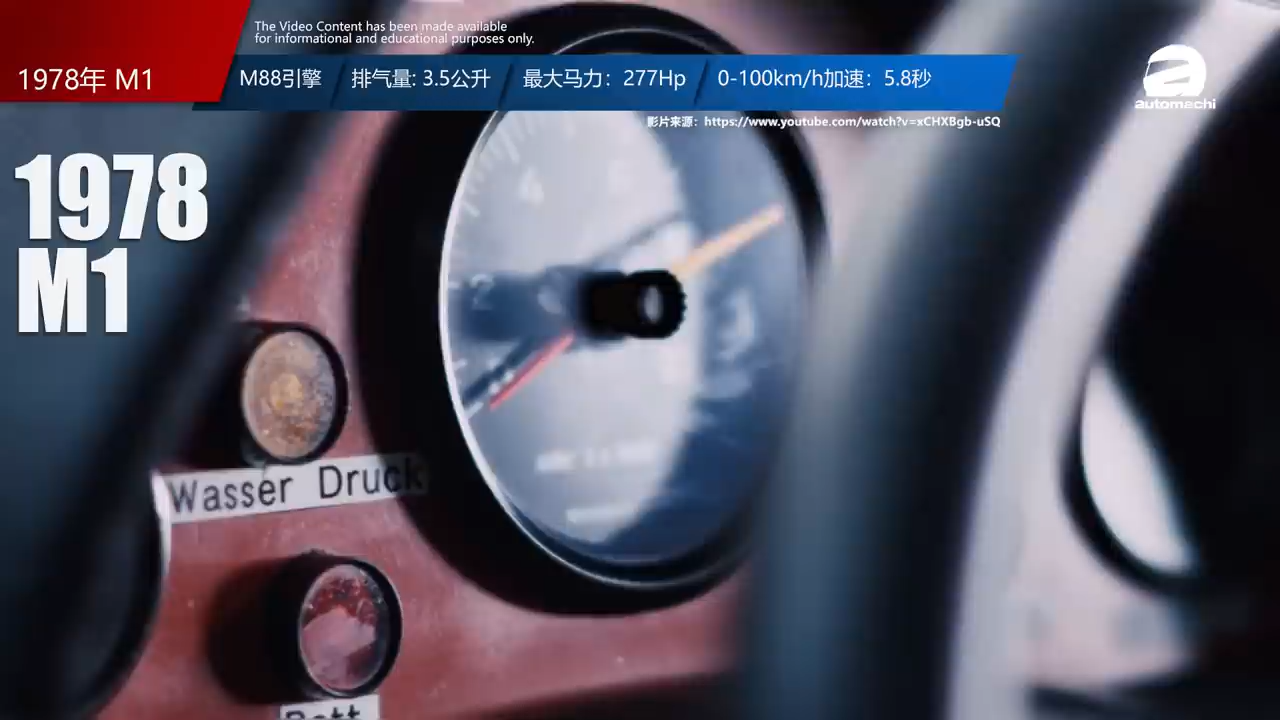 The Video Content has been made available
for informational and educational purposes only.
1978年 M1
M88引擎
排气量: 3.5公升
最大马力：277Hp
0-100km/h加速：5.8秒
automachi
影片来源：https://www.youtube.com/watch?v=xCHXBgb-uSQ
1978
M1
4
2
Wasser Druck